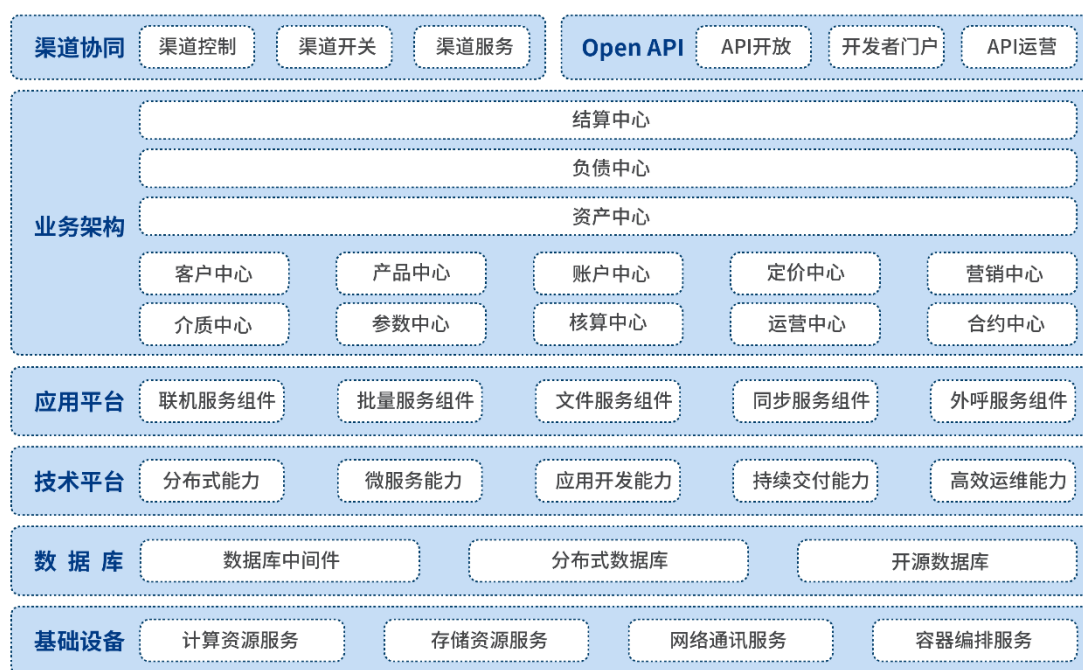 渠道协同 渠道控制 渠道开关 渠道服务 Open API API开放 开发者门户 API运营
结算中心
负债中心
资产中心
业务架构
客户中心 产品中心 账户中心 定价中心 营销中心
介质中心 参数中心 核算中心 运营中心 合约中心
应用平台 联机服务组件 批量服务组件 文件服务组件 同步服务组件 外呼服务组件
技术平台 分布式能力 微服务能力 应用开发能力 持续交付能力 高效运维能力
数据库 数据库中间件 分布式数据库 开源数据库
基础设备 计算资源服务 存储资源服务 网络通讯服务 容器编排服务